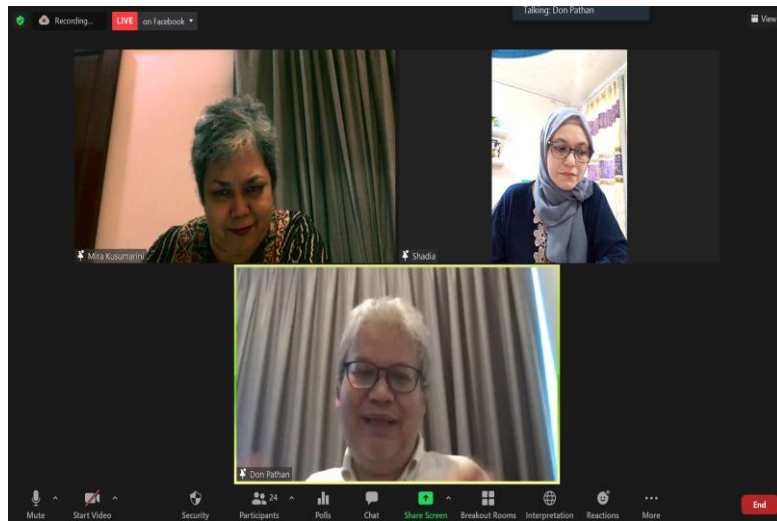 Recording... LIVE on Facebook
Talking: Don Pathan
View
Mira Kusumarini
Shadia
Don Pathan
24
Mute Start Video Security Participants Polls Chat Share Screen Breakout Rooms Interpretation Reactions More End